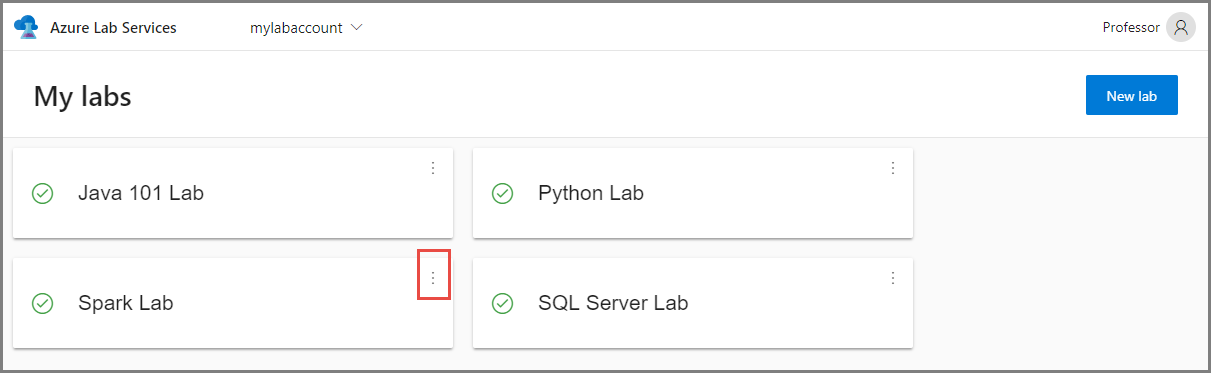 Azure Lab Services
mylabaccount
Professor
My labs
New lab
Java 101 Lab
Python Lab
Spark Lab
SQL Server Lab